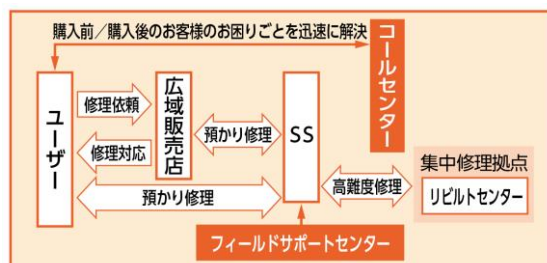 購入前／購入後のお客様のお困りごとを迅速に解決
コールセンター
ユーザー
修理依頼
修理対応
広域販売店
預かり修理
SS
預かり修理
高難度修理
集中修理拠点
リビルトセンター
フィールドサポートセンター